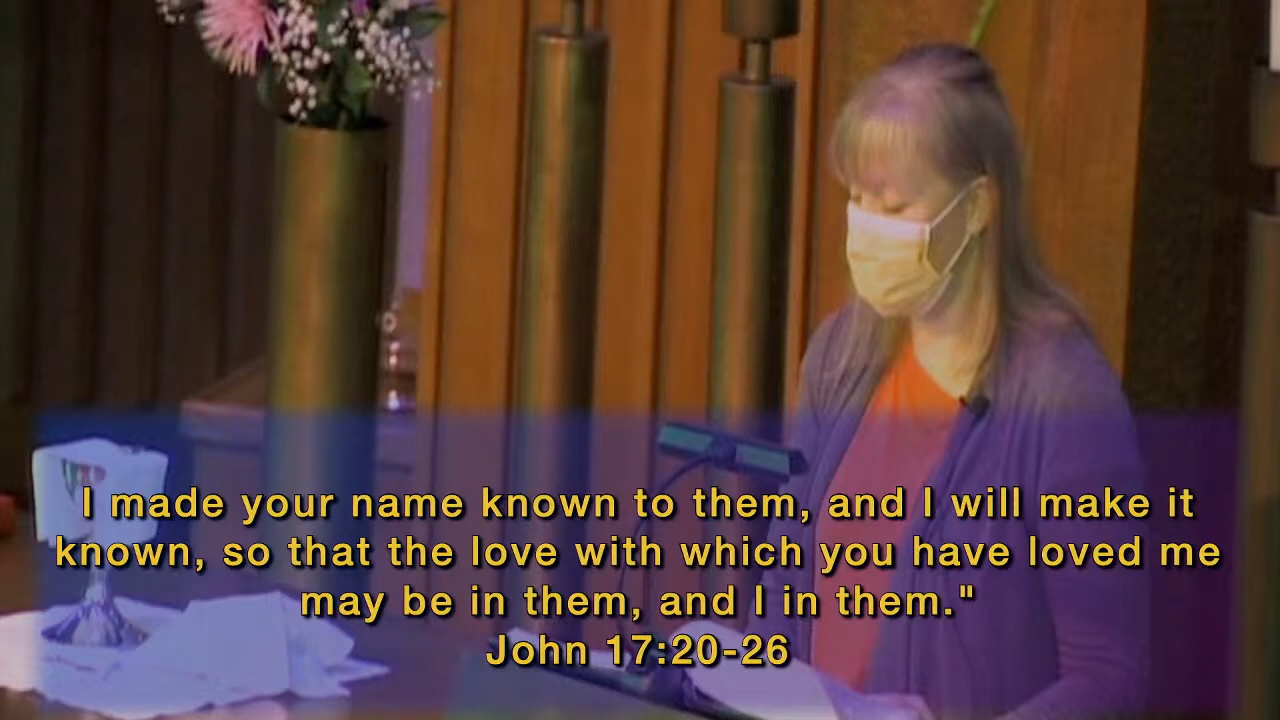 I made your name known to them, and I will make it
known, so that the love with which you have loved me
may be in them, and I in them."
John 17:20-26